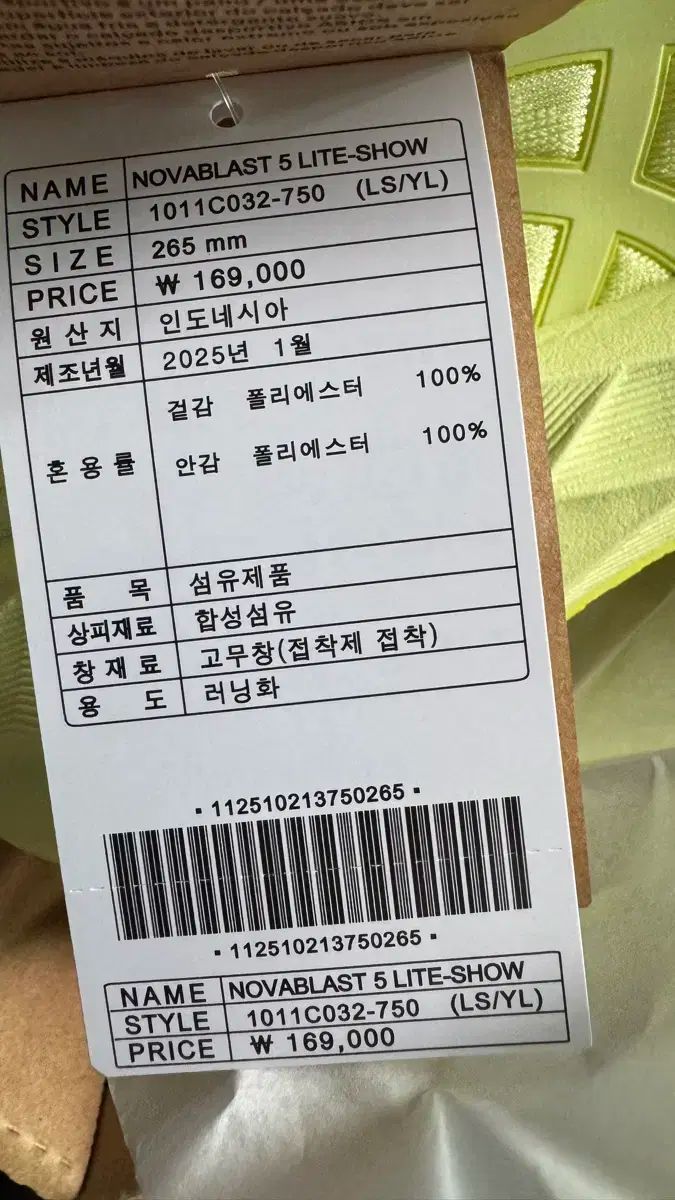 NAME NOVABLAST 5 LITE-SHOW
STYLE 1011C032-750 (LS/YL)
SIZE 265 mm
PRICE ₩ 169,000
원산지 인도네시아
제조년월 2025년 1월
겉감 폴리에스터 100%
혼용률 안감 폴리에스터 100%
품 목 섬유제품
상피재료 합성섬유
창재료 고무창(접착제 접착)
용 도 러닝화
▪ 112510213750265 ▪
▪ 112510213750265 ▪
NAME NOVABLAST 5 LITE-SHOW
STYLE 1011C032-750 (LS/YL)
PRICE ₩ 169,000